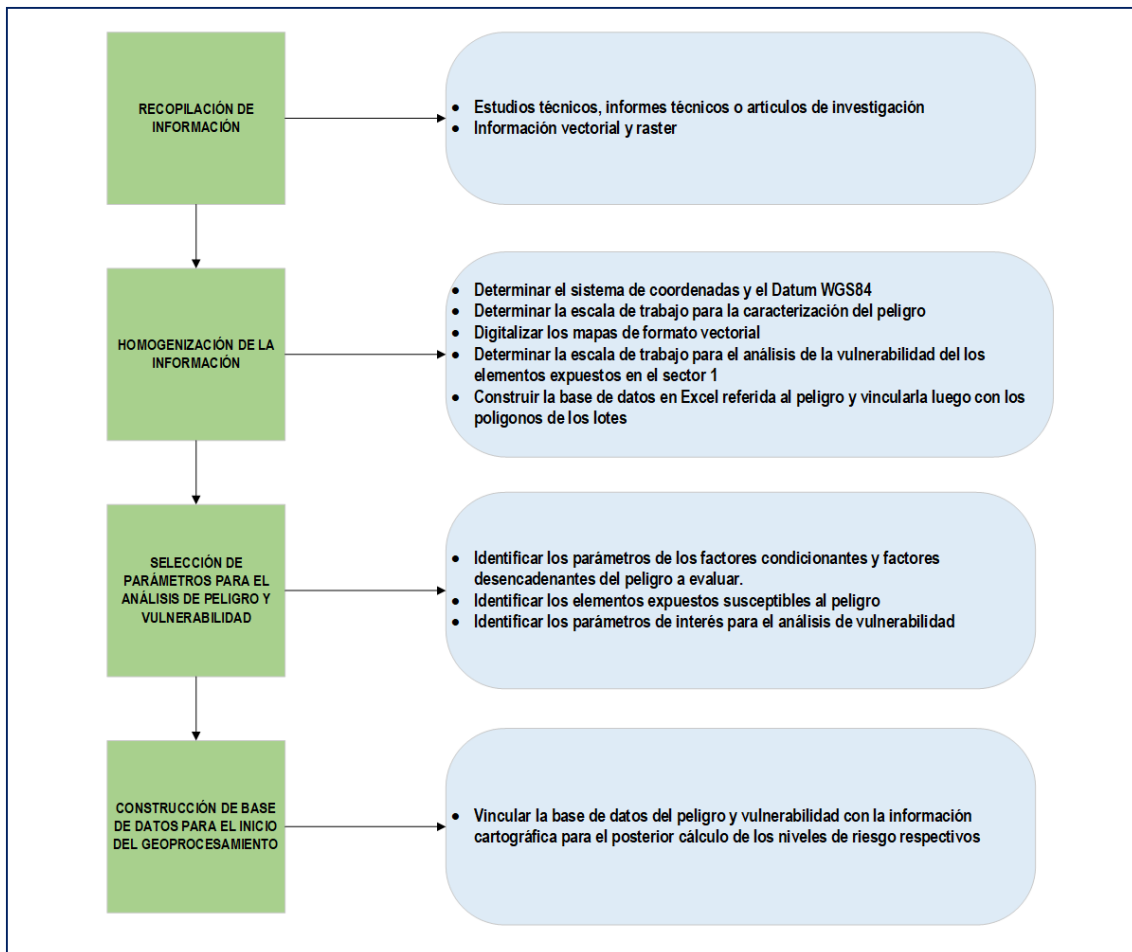 RECOPILACIÓN DE
INFORMACIÓN
• Estudios técnicos, informes técnicos o artículos de investigación
• Información vectorial y raster
HOMOGENIZACIÓN DE LA
INFORMACIÓN
• Determinar el sistema de coordenadas y el Datum WGS84
• Determinar la escala de trabajo para la caracterización del peligro
• Digitalizar los mapas de formato vectorial
• Determinar la escala de trabajo para el análisis de la vulnerabilidad del los
elementos expuestos en el sector 1
• Construir la base de datos en Excel referida al peligro y vincularla luego con los
polígonos de los lotes
SELECCIÓN DE
PARÁMETROS PARA EL
ANÁLISIS DE PELIGRO Y
VULNERABILIDAD
• Identificar los parámetros de los factores condicionantes y factores
desencadenantes del peligro a evaluar.
• Identificar los elementos expuestos susceptibles al peligro
• Identificar los parámetros de interés para el análisis de vulnerabilidad
CONSTRUCCIÓN DE BASE
DE DATOS PARA EL INICIO
DEL GEOPROCESAMIENTO
• Vincular la base de datos del peligro y vulnerabilidad con la información
cartográfica para el posterior cálculo de los niveles de riesgo respectivos